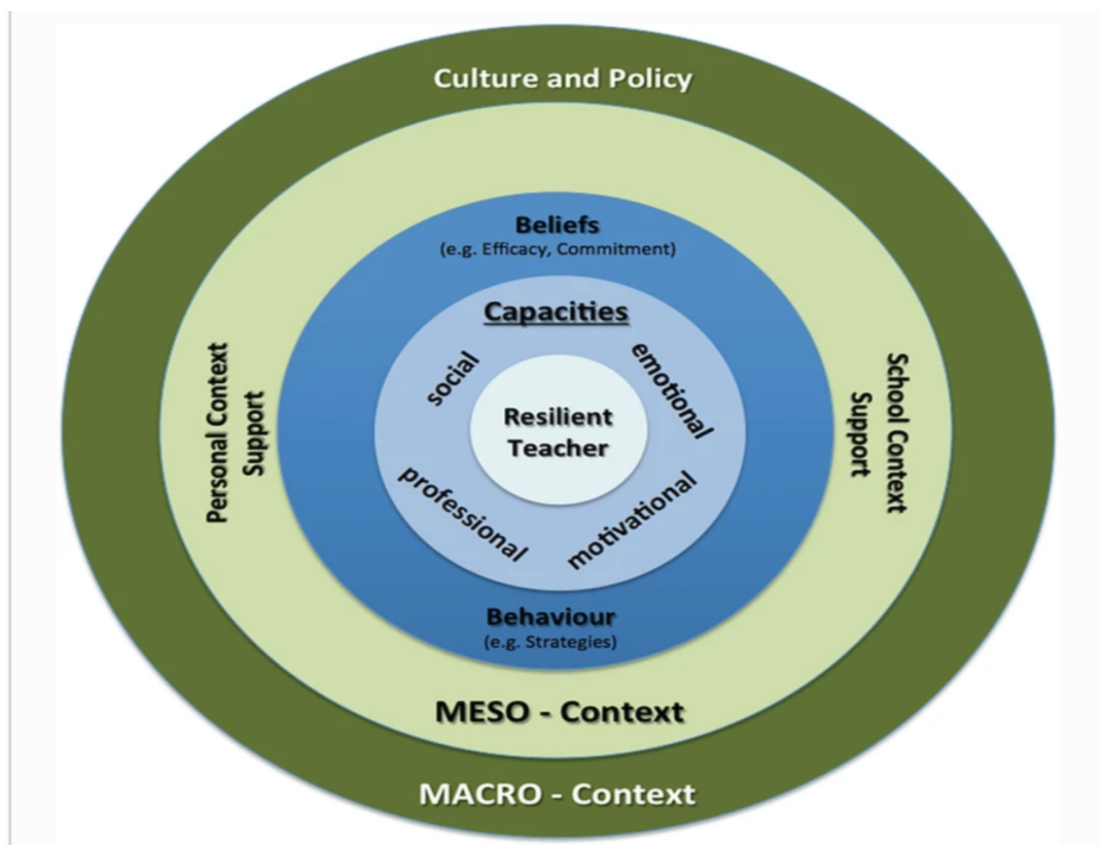 Culture and Policy
Beliefs
(e.g. Efficacy, Commitment)
Capacities
social
emotional
Personal Context
Support
Resilient
Teacher
School Context
Support
professional
motivational
Behaviour
(e.g. Strategies)
MESO - Context
MACRO - Context